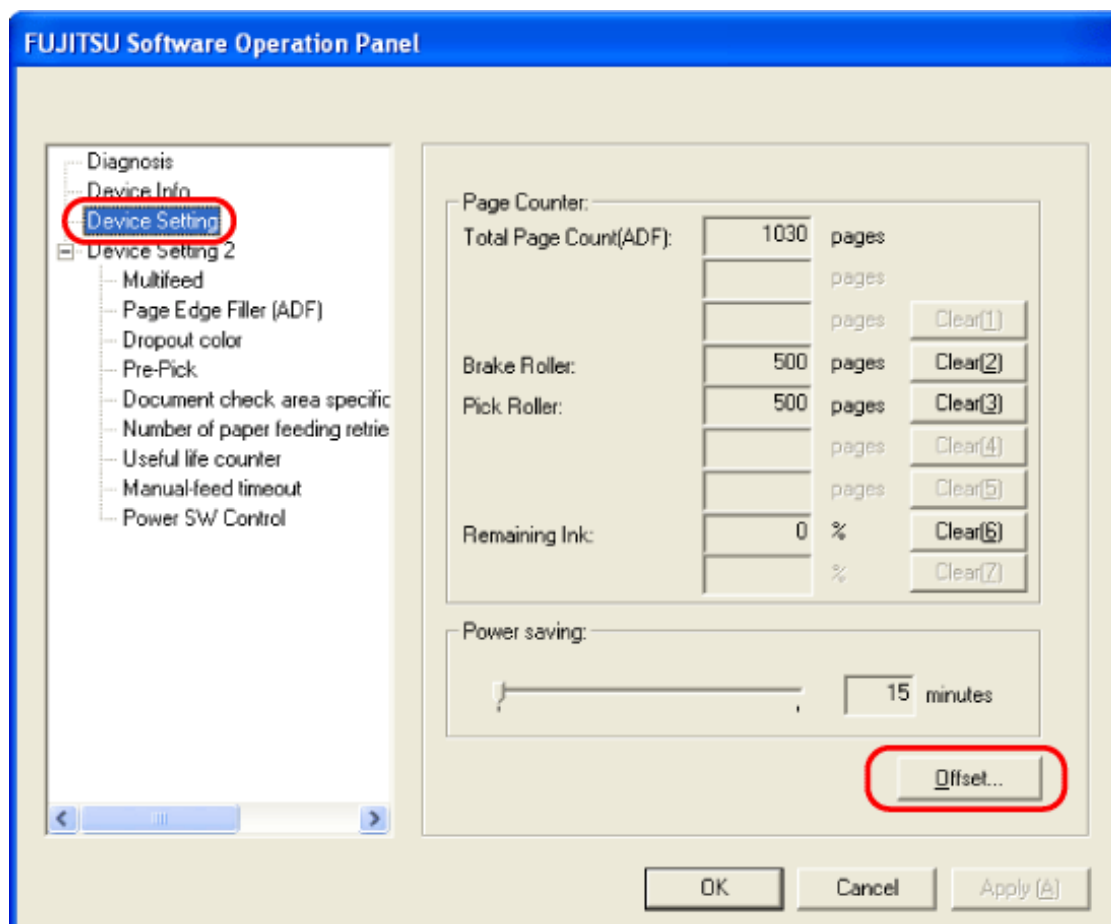 FUJITSU Software Operation Panel
Diagnosis
Device Info
Device Setting
Device Setting 2
Multifeed
Page Edge Filler (ADF)
Dropout color
Pre-Pick
Document check area specific
Number of paper feeding retrie
Useful life counter
Manual-feed timeout
Power SW Control
Page Counter:
Total Page Count(ADF): 1030 pages
pages
pages Clear(1)
Brake Roller: 500 pages Clear(2)
Pick Roller: 500 pages Clear(3)
pages Clear(4)
pages Clear(5)
Remaining Ink: 0 % Clear(6)
% Clear(7)
Power saving:
15 minutes
Offset...
OK Cancel Apply (A)